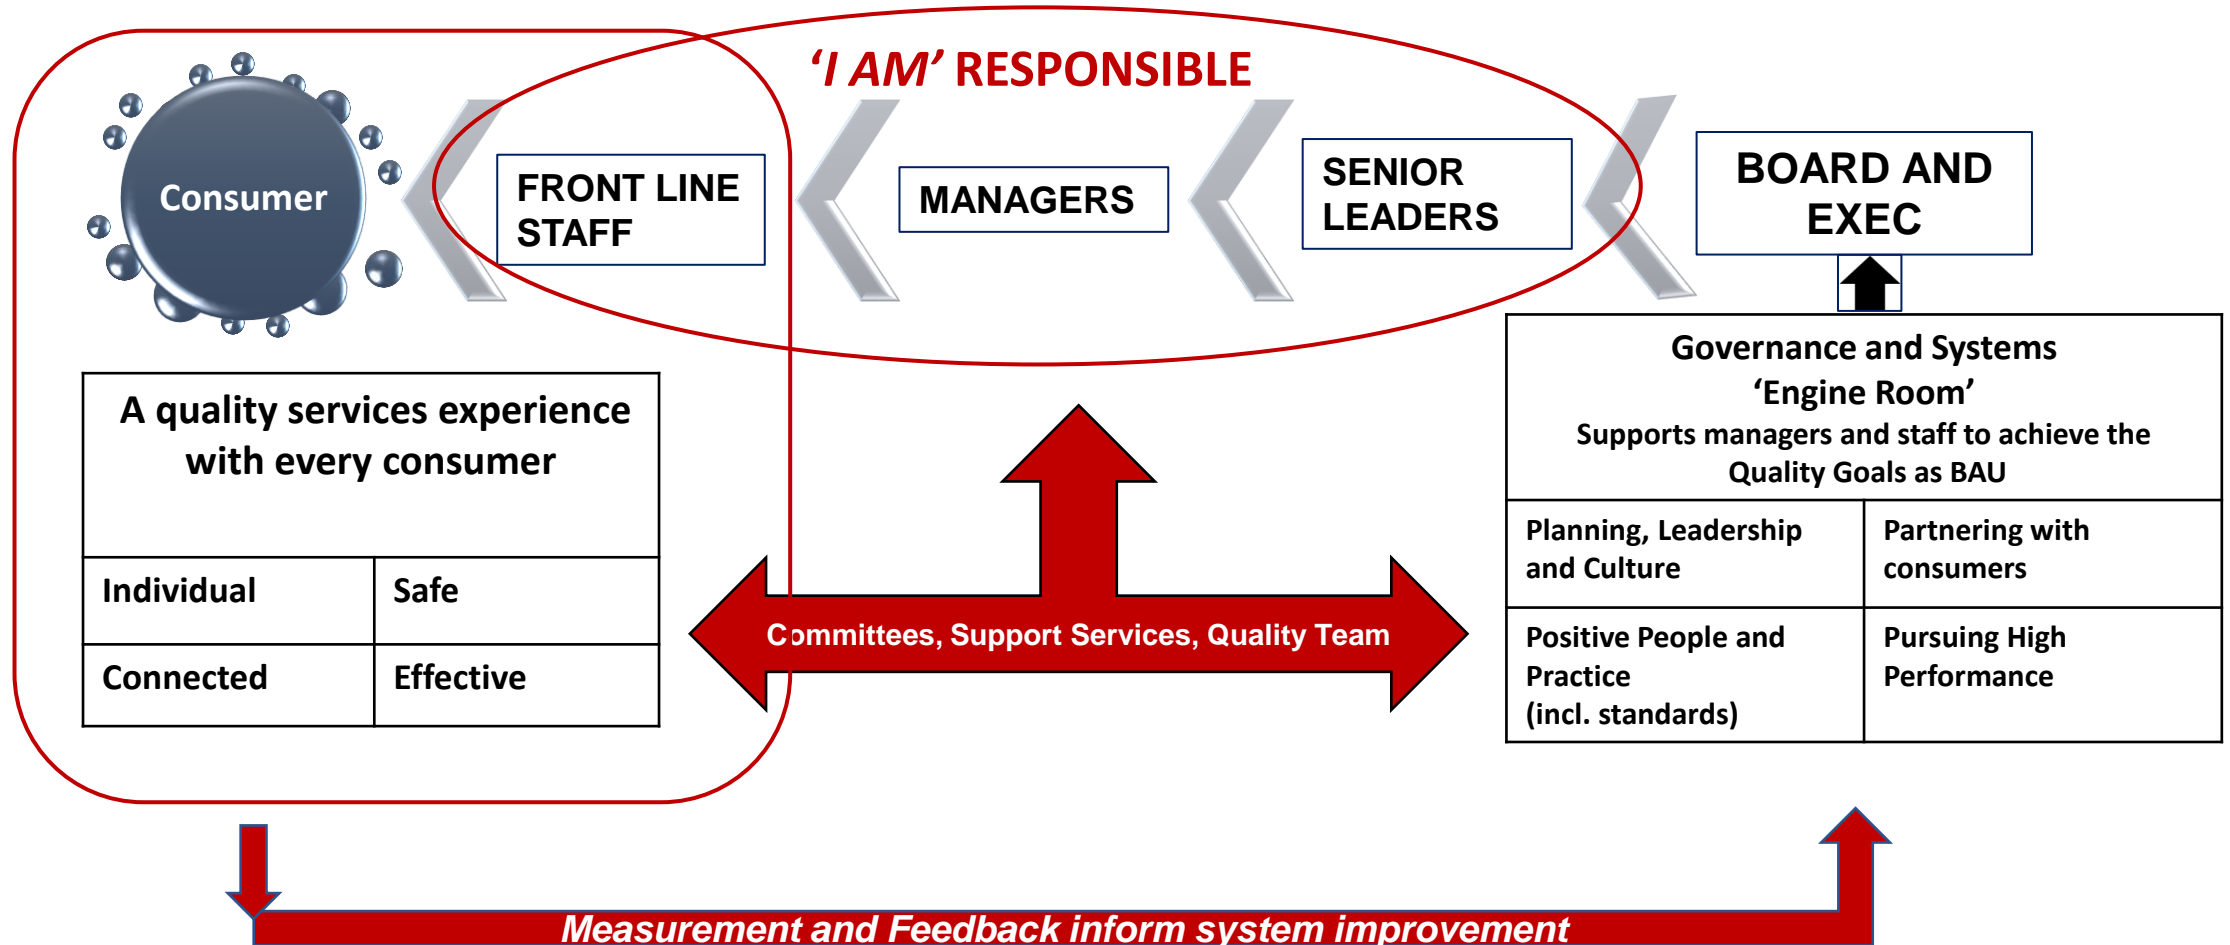 ‘I AM’ RESPONSIBLE
Consumer
FRONT LINE
STAFF
MANAGERS
SENIOR
LEADERS
BOARD AND
EXEC
A quality services experience
with every consumer
Individual
Safe
Connected
Effective
Committees, Support Services, Quality Team
Governance and Systems
‘Engine Room’
Supports managers and staff to achieve the
Quality Goals as BAU
Planning, Leadership
and Culture
Partnering with
consumers
Positive People and
Practice
(incl. standards)
Pursuing High
Performance
Measurement and Feedback inform system improvement